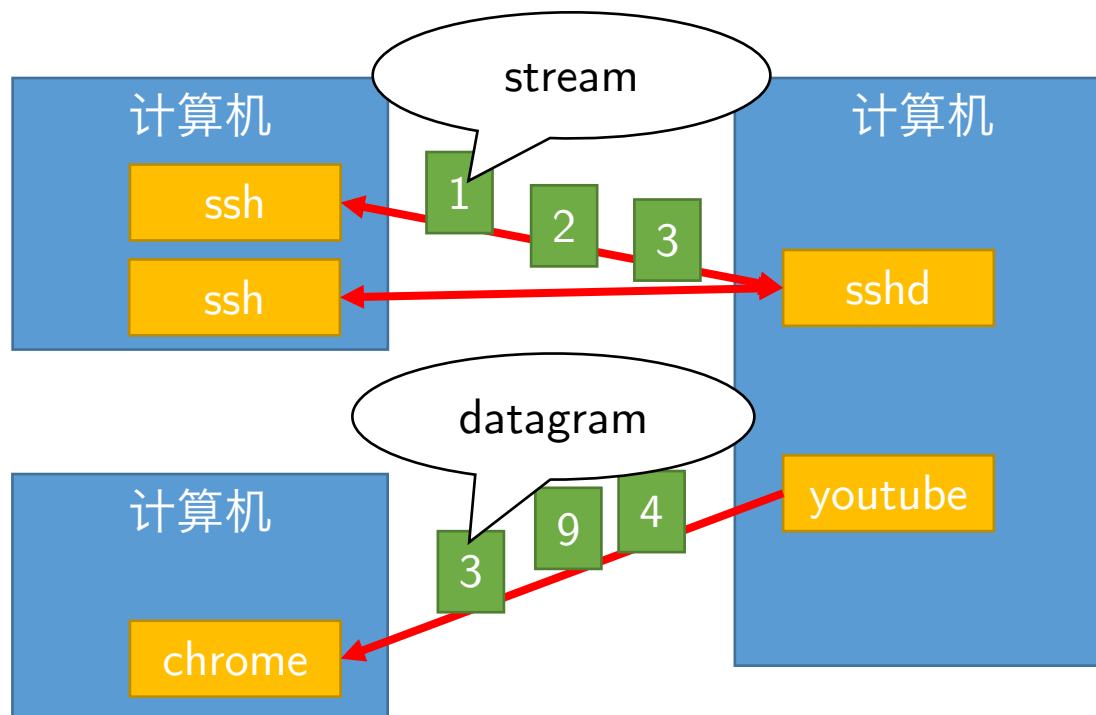 stream
计算机
ssh
ssh
1
2
3
计算机
sshd
datagram
计算机
chrome
3
9
4
youtube